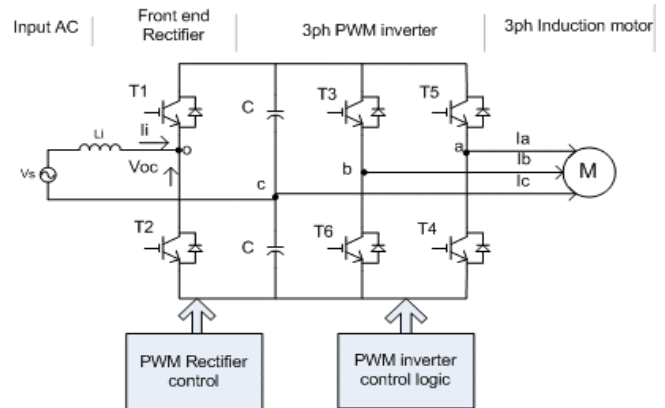 Input AC
Front end
Rectifier
3ph PWM inverter
3ph Induction motor
T1
C
T3
T5
Li
Ii
o
a
Ia
Vs
Voc
b
Ib
M
c
Ic
T2
C
T6
T4
PWM Rectifier
control
PWM inverter
control logic